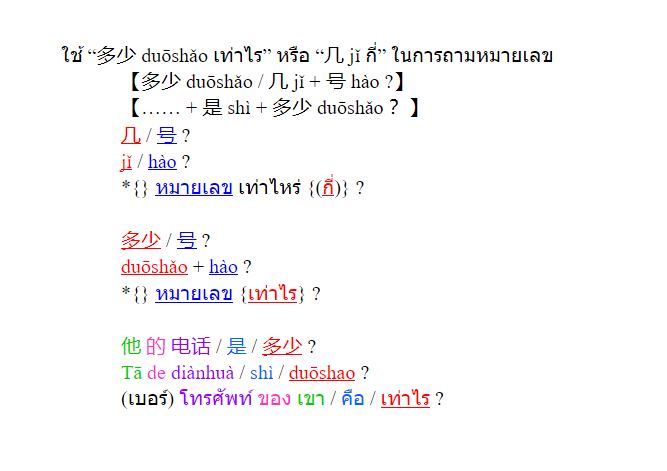 ใช้ “多少 duōshǎo เท่าไร” หรือ “几 jǐ กี่” ในการถามหมายเลข
【多少 duōshǎo / 几 jǐ + 号 hào ?】
【…… + 是 shì + 多少 duōshǎo？ 】
几 / 号 ?
jǐ / hào ?
*{} หมายเลข เท่าไหร่ {(กี่)} ?
多少 / 号 ?
duōshǎo + hào ?
*{} หมายเลข {เท่าไร} ?
他 的 电话 / 是 / 多少 ?
Tā de diànhuà / shì / duōshao ?
(เบอร์) โทรศัพท์ ของ เขา / คือ / เท่าไร ?